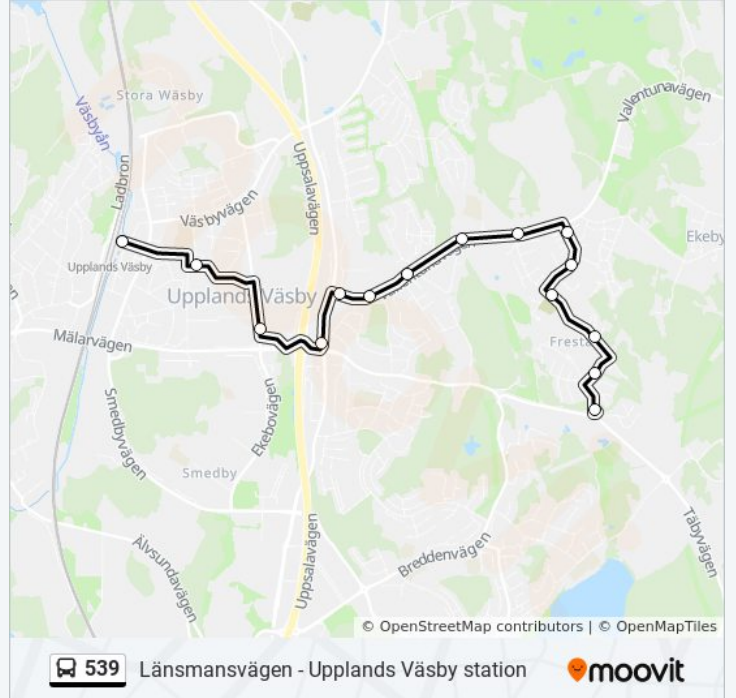 Stora Wäsby
Vallentunavägen
Väsbyån
Ladbron
Uppsalavägen
Väsbyvägen
Ekeby
Upplands Väsby
Upplands Väsby
Mälarvägen
Fresta
Smedbyvägen
Ekebovägen
Smedby
Uppsalavägen
Älvsundavägen
Breddenvägen
Täbyvägen
© OpenStreetMap contributors | © OpenMapTiles
539 Länsmansvägen - Upplands Väsby station moovit